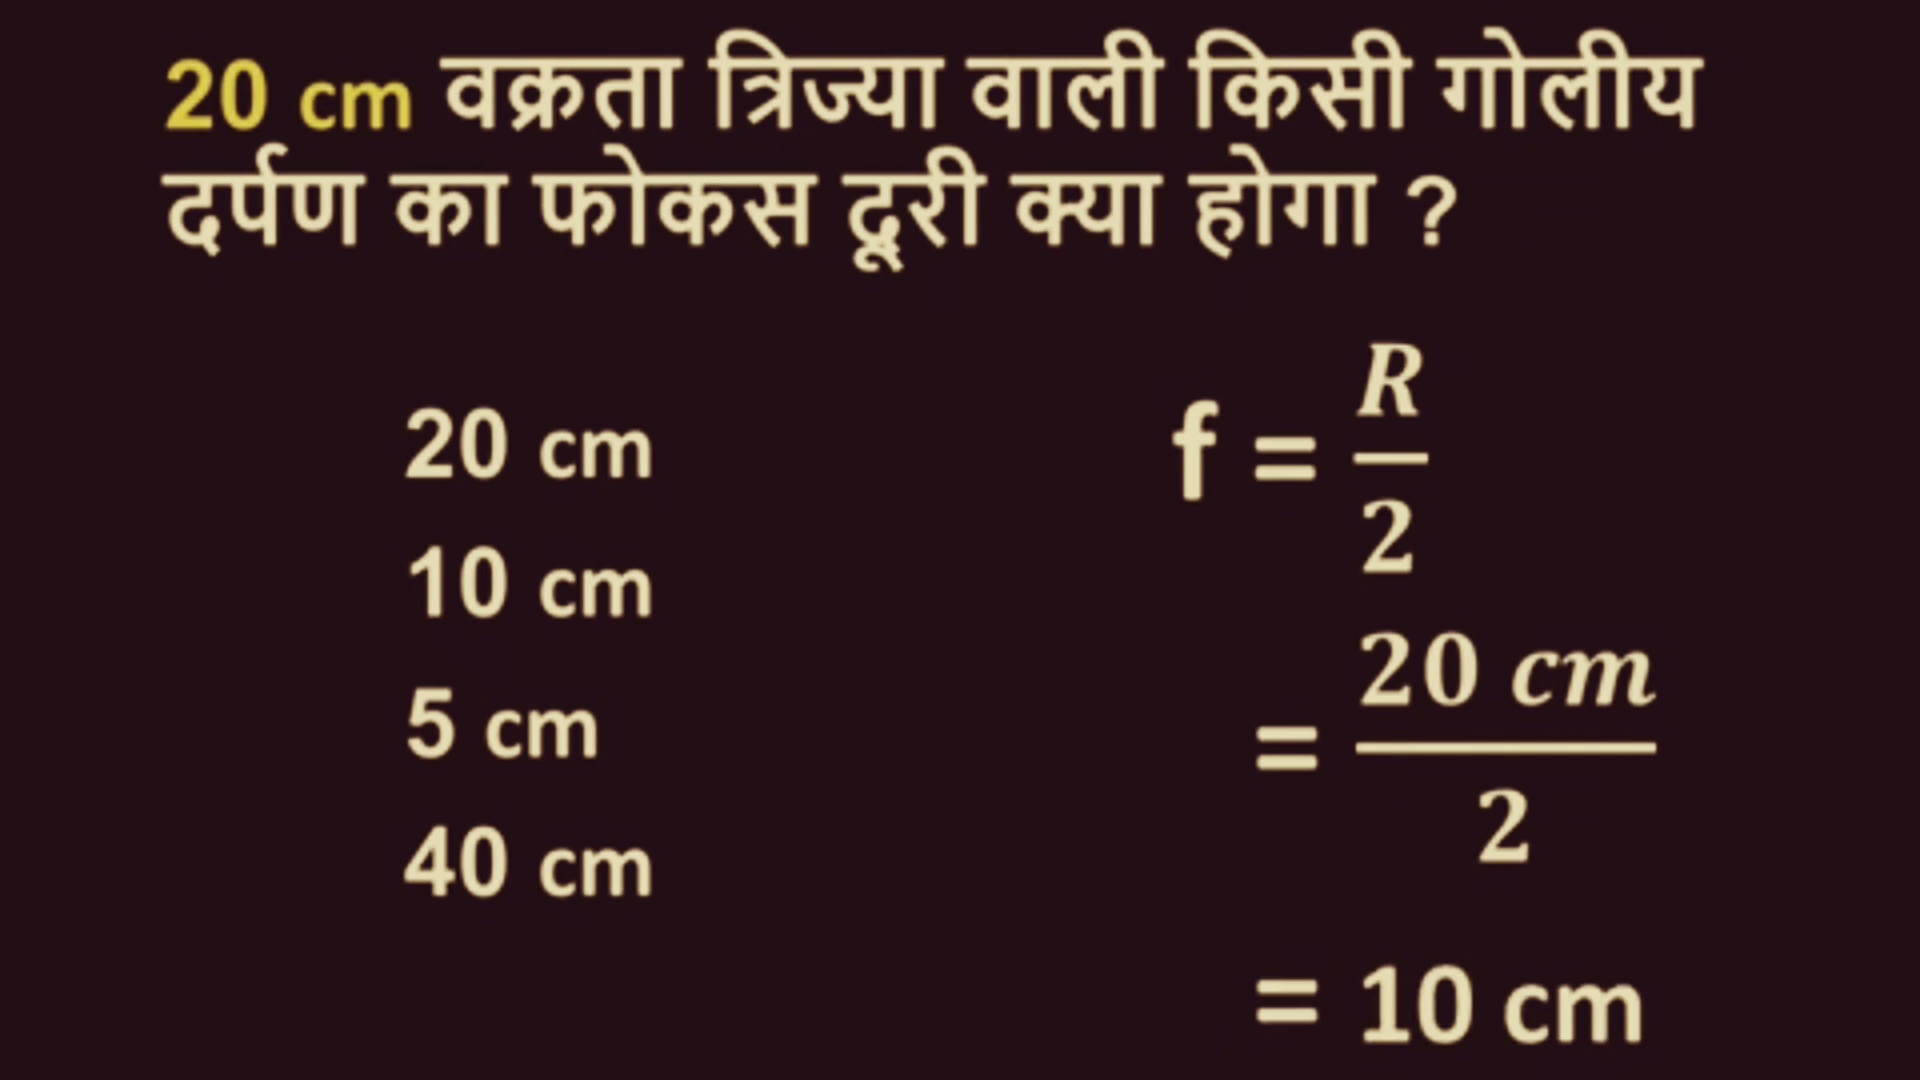 20 cm वक्रता त्रिज्या वाली किसी गोलीय
दर्पण का फोकस दूरी क्या होगा ?
20 cm
10 cm
5 cm
40 cm
f = R/2
= 20 cm/2
= 10 cm